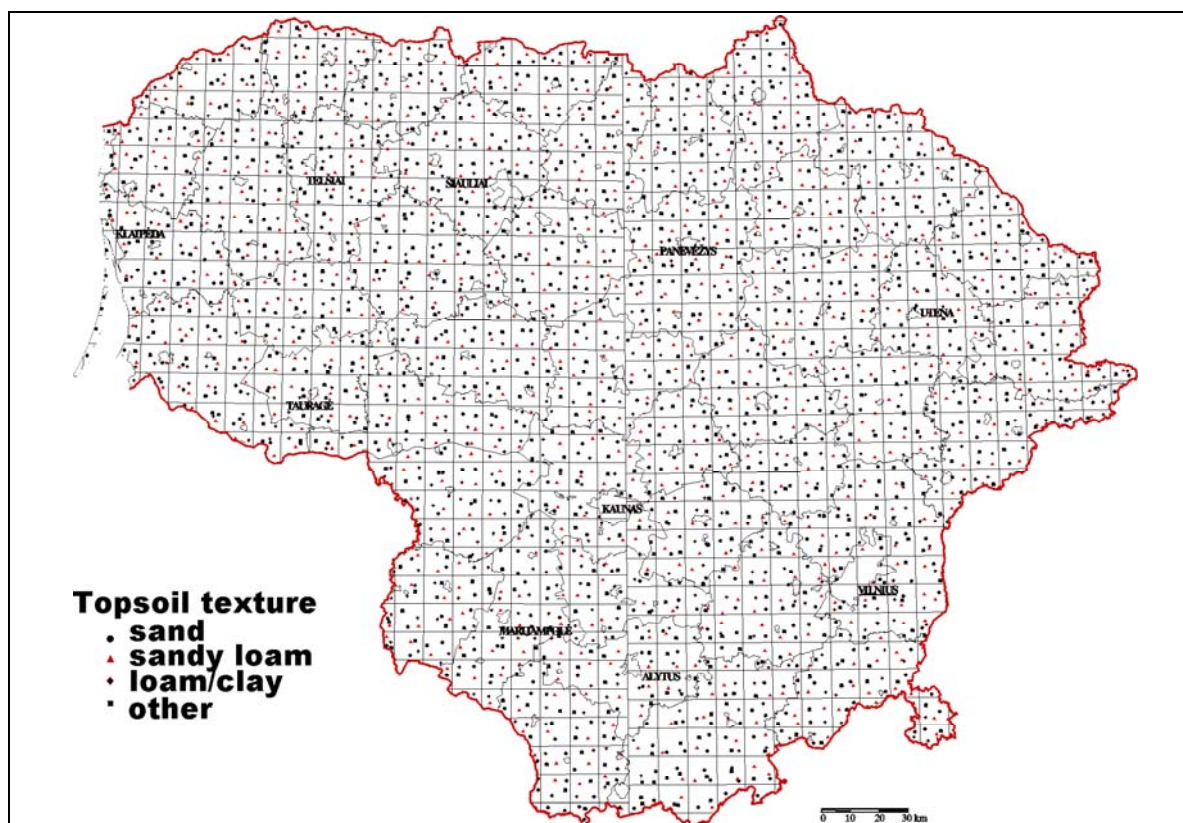 TELŠIAI
ŠIAULIAI
KLAIPĖDA
PANEVĖŽYS
UTENA
TAURAGĖ
KAUNAS
VILNIUS
MARIJAMPOLĖ
ALYTUS
Topsoil texture
sand
sandy loam
loam/clay
other
0 10 20 30 km